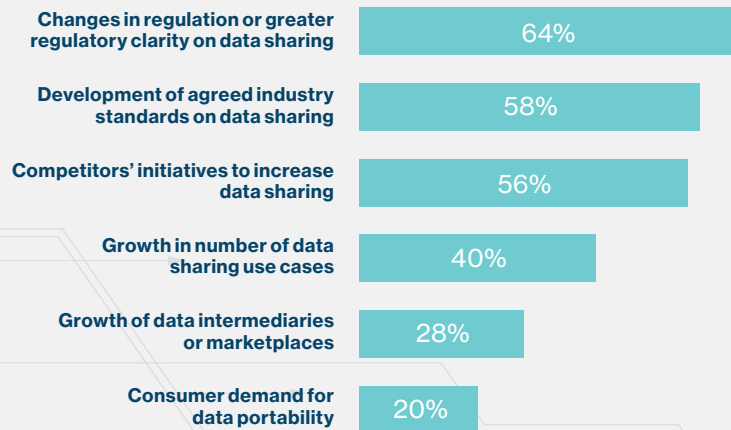 Changes in regulation or greater
regulatory clarity on data sharing
64%
Development of agreed industry
standards on data sharing
58%
Competitors’ initiatives to increase
data sharing
56%
Growth in number of data
sharing use cases
40%
Growth of data intermediaries
or marketplaces
28%
Consumer demand for
data portability
20%